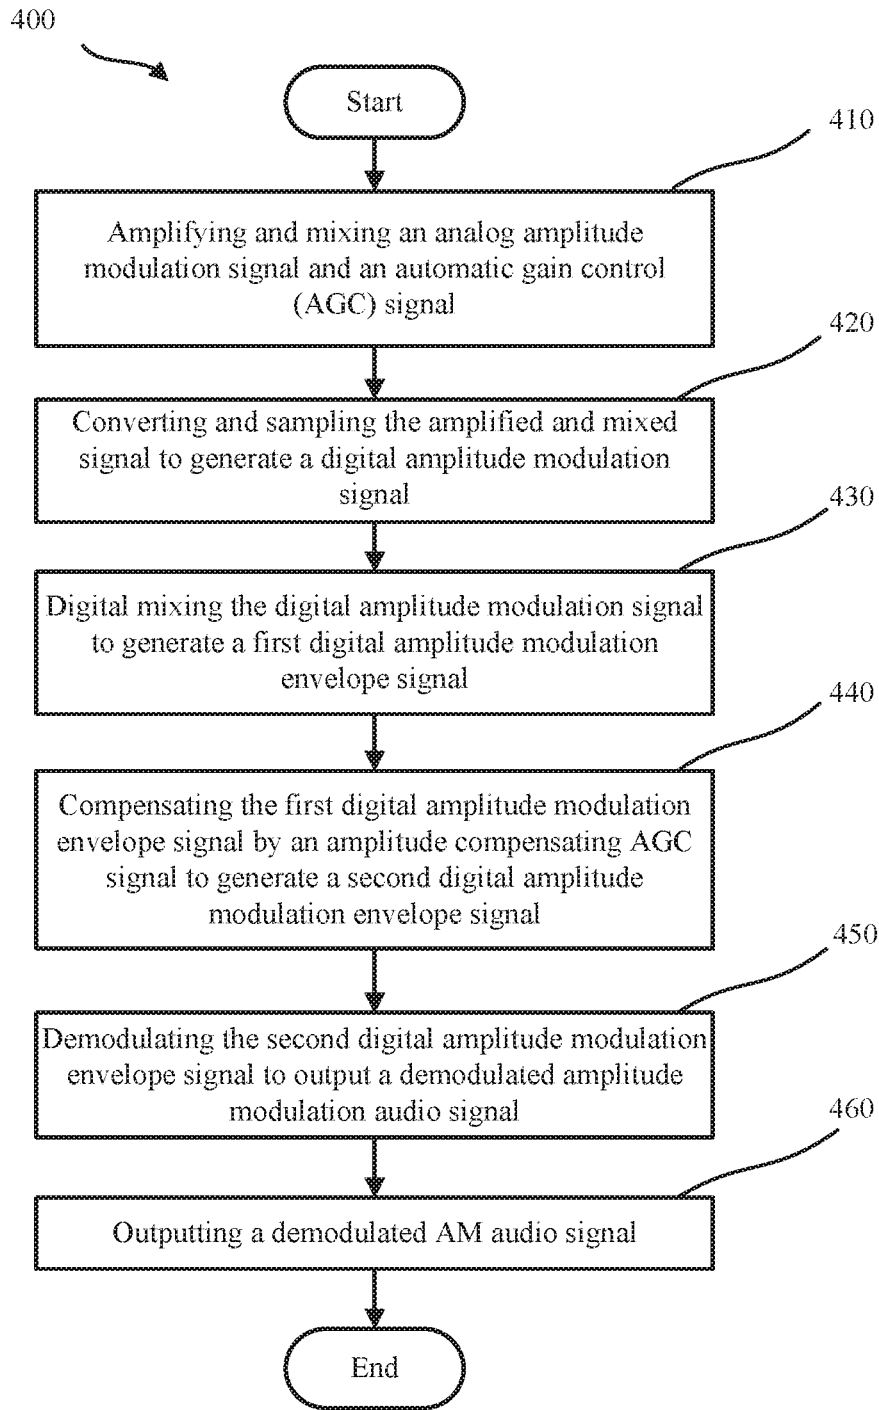 400
Start
410
Amplifying and mixing an analog amplitude
modulation signal and an automatic gain control
(AGC) signal
420
Converting and sampling the amplified and mixed
signal to generate a digital amplitude modulation
signal
430
Digital mixing the digital amplitude modulation signal
to generate a first digital amplitude modulation
envelope signal
440
Compensating the first digital amplitude modulation
envelope signal by an amplitude compensating AGC
signal to generate a second digital amplitude
modulation envelope signal
450
Demodulating the second digital amplitude modulation
envelope signal to output a demodulated amplitude
modulation audio signal
460
Outputting a demodulated AM audio signal
End